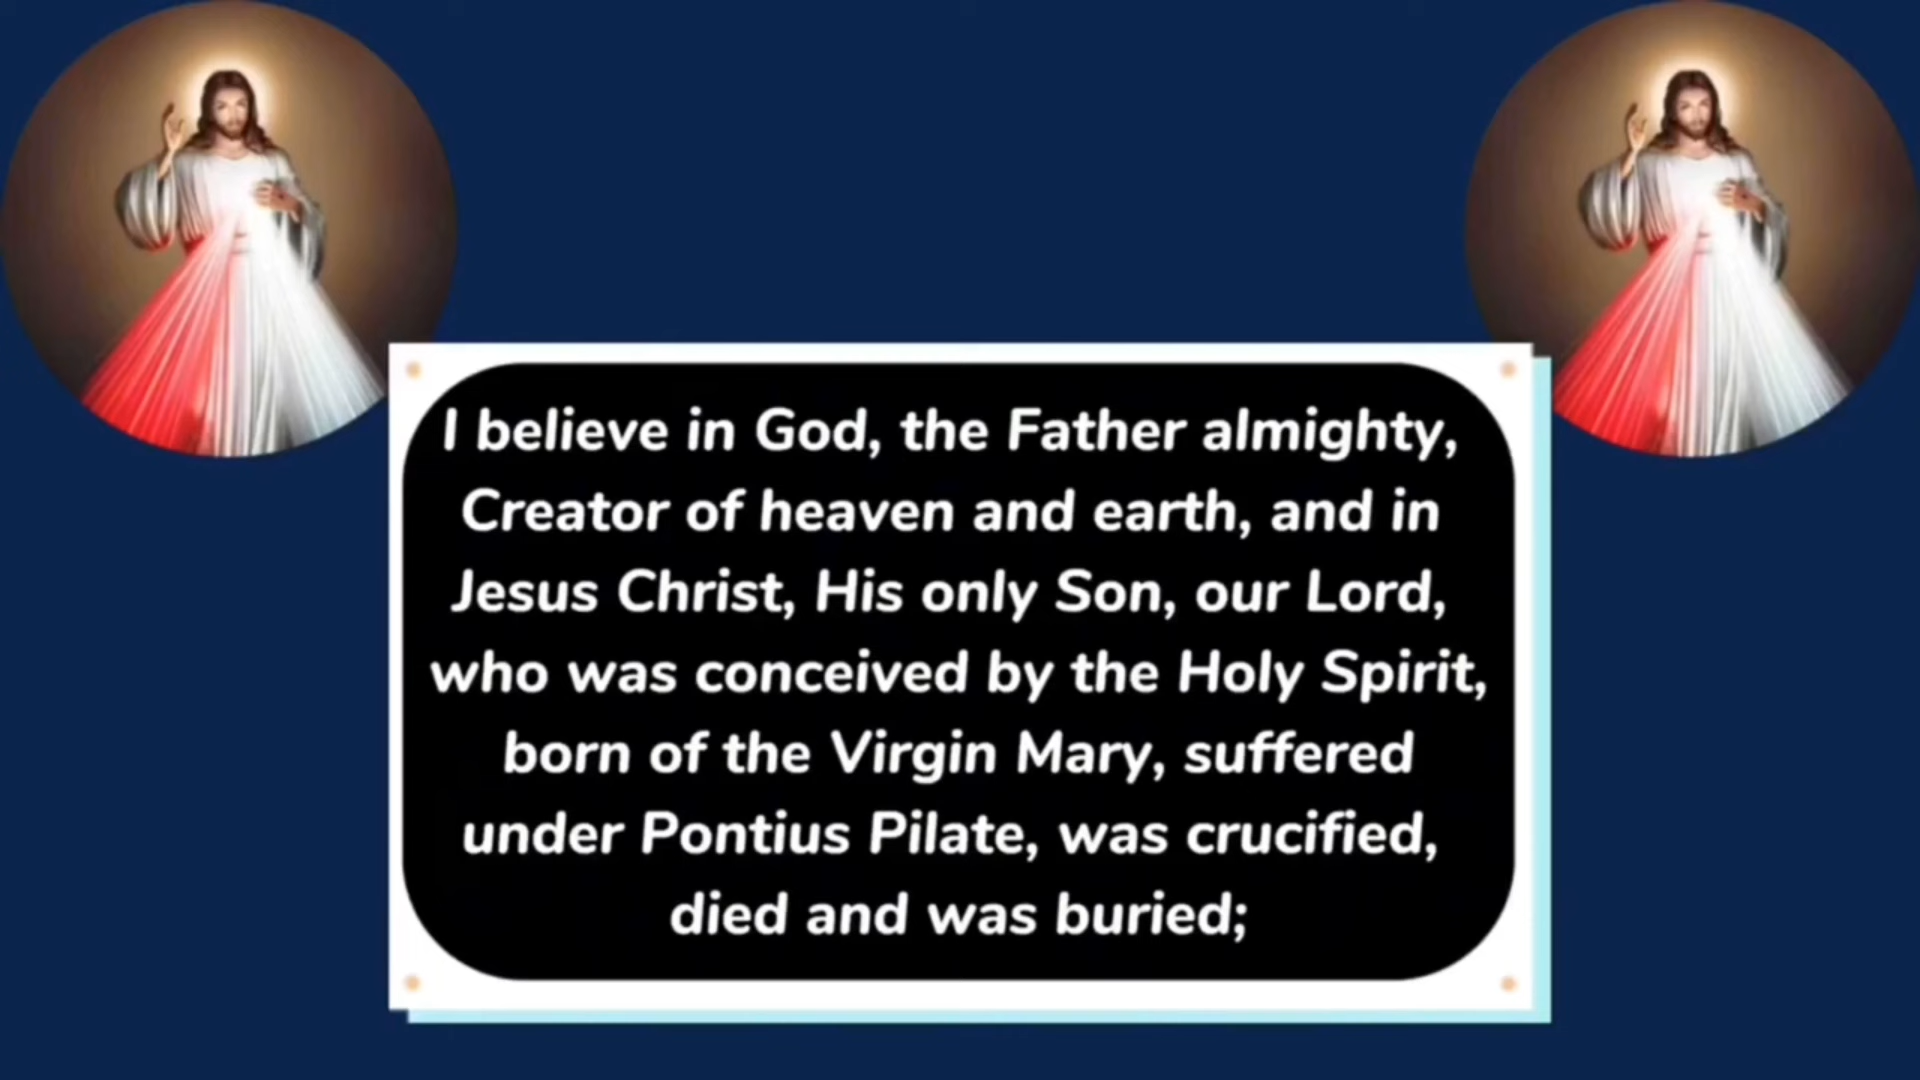 I believe in God, the Father almighty,
Creator of heaven and earth, and in
Jesus Christ, His only Son, our Lord,
who was conceived by the Holy Spirit,
born of the Virgin Mary, suffered
under Pontius Pilate, was crucified,
died and was buried;